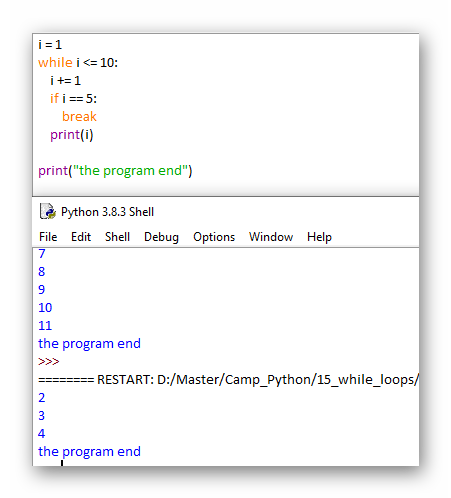 i = 1
while i <= 10:
    i += 1
    if i == 5:
        break
    print(i)
print("the program end")
Python 3.8.3 Shell
File Edit Shell Debug Options Window Help
7
8
9
10
11
the program end
>>>
======== RESTART: D:/Master/Camp_Python/15_while_loops/
2
3
4
the program end